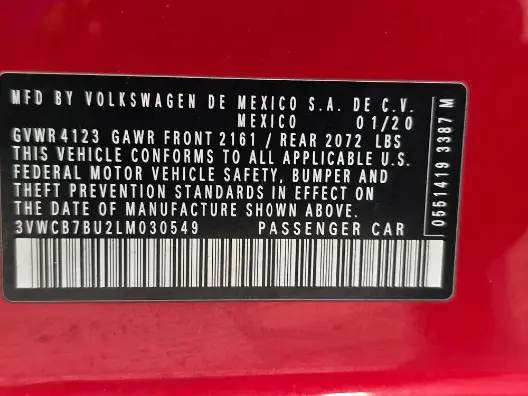 MFD BY VOLKSWAGEN DE MEXICO S.A. DE C.V.
MEXICO 01/20
GVWR 4123 GAWR FRONT 2161 / REAR 2072 LBS
THIS VEHICLE CONFORMS TO ALL APPLICABLE U.S.
FEDERAL MOTOR VEHICLE SAFETY, BUMPER AND
THEFT PREVENTION STANDARDS IN EFFECT ON
THE DATE OF MANUFACTURE SHOWN ABOVE.
3VWCB7BU2LM030549 PASSENGER CAR
0551419 3387 M